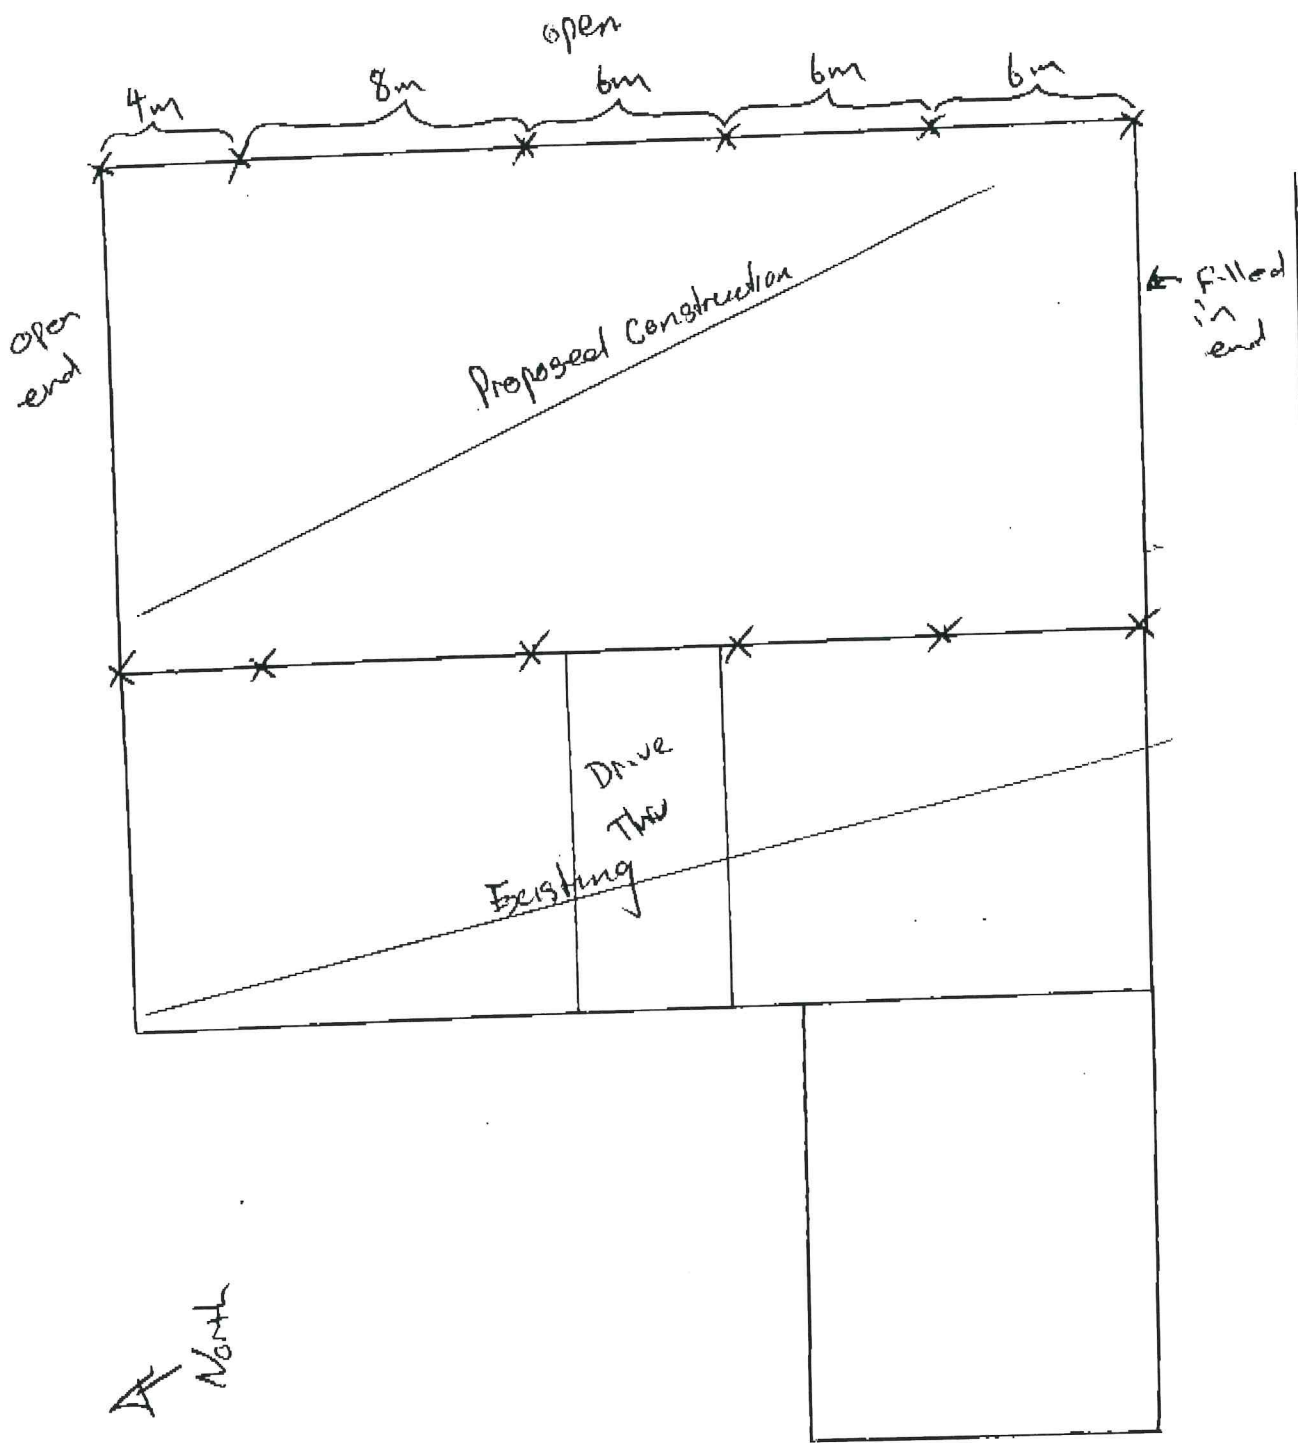 open
4m 8m 6m 6m 6m
Proposed Construction
open
end
Filled
in
end
Drive
Thru
Existing
North